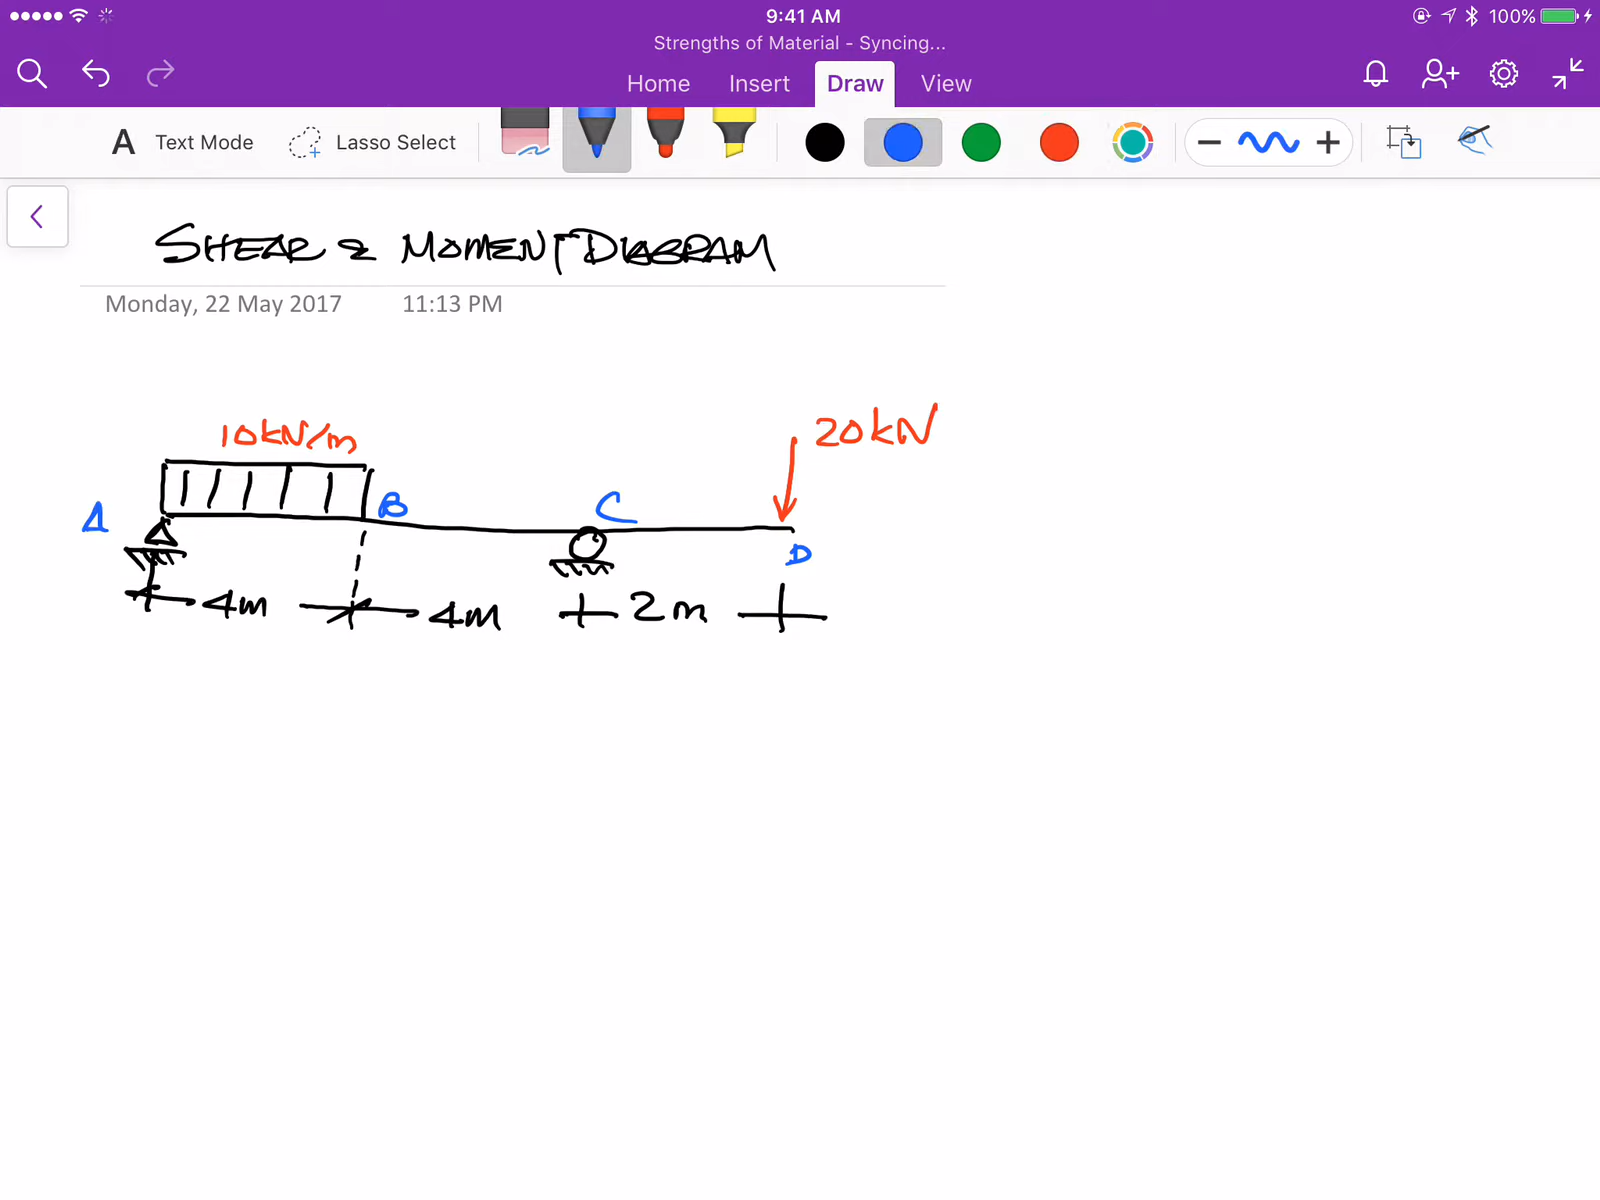 9:41 AM
100%
Strengths of Material - Syncing...
Home Insert Draw View
A Text Mode Lasso Select
SHEAR & MOMENT DIAGRAM
Monday, 22 May 2017 11:13 PM
10kN/m
20kN
A
B
C
D
4m 4m 2m